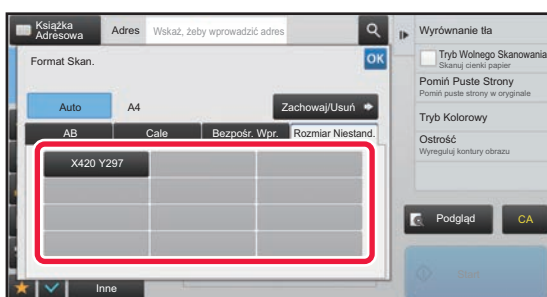 Książka
Adresowa
Adres
Wskaż, żeby wprowadzić adres
Wyrównanie tła
Format Skan.
OK
Tryb Wolnego Skanowania
Skanuj cienki papier
Pomiń Puste Strony
Pomiń puste strony w oryginale
Auto
A4
Zachowaj/Usuń
Tryb Kolorowy
AB
Cale
Bezpośr. Wpr.
Rozmiar Niestand.
Ostrość
Wyreguluj kontury obrazu
X420 Y297
Podgląd
CA
Start
Inne